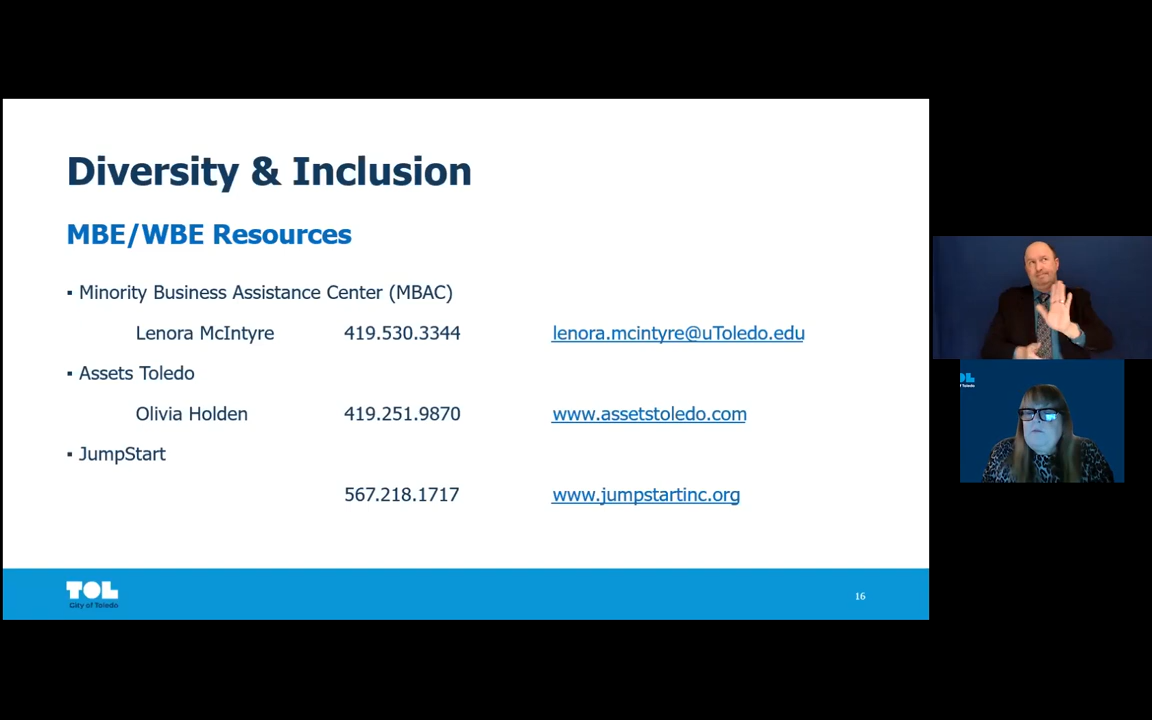 Diversity & Inclusion
MBE/WBE Resources
▪ Minority Business Assistance Center (MBAC)
Lenora McIntyre 419.530.3344 lenora.mcintyre@uToledo.edu
▪ Assets Toledo
Olivia Holden 419.251.9870 www.assetstoledo.com
▪ JumpStart
567.218.1717 www.jumpstartinc.org
TOL
City of Toledo
16